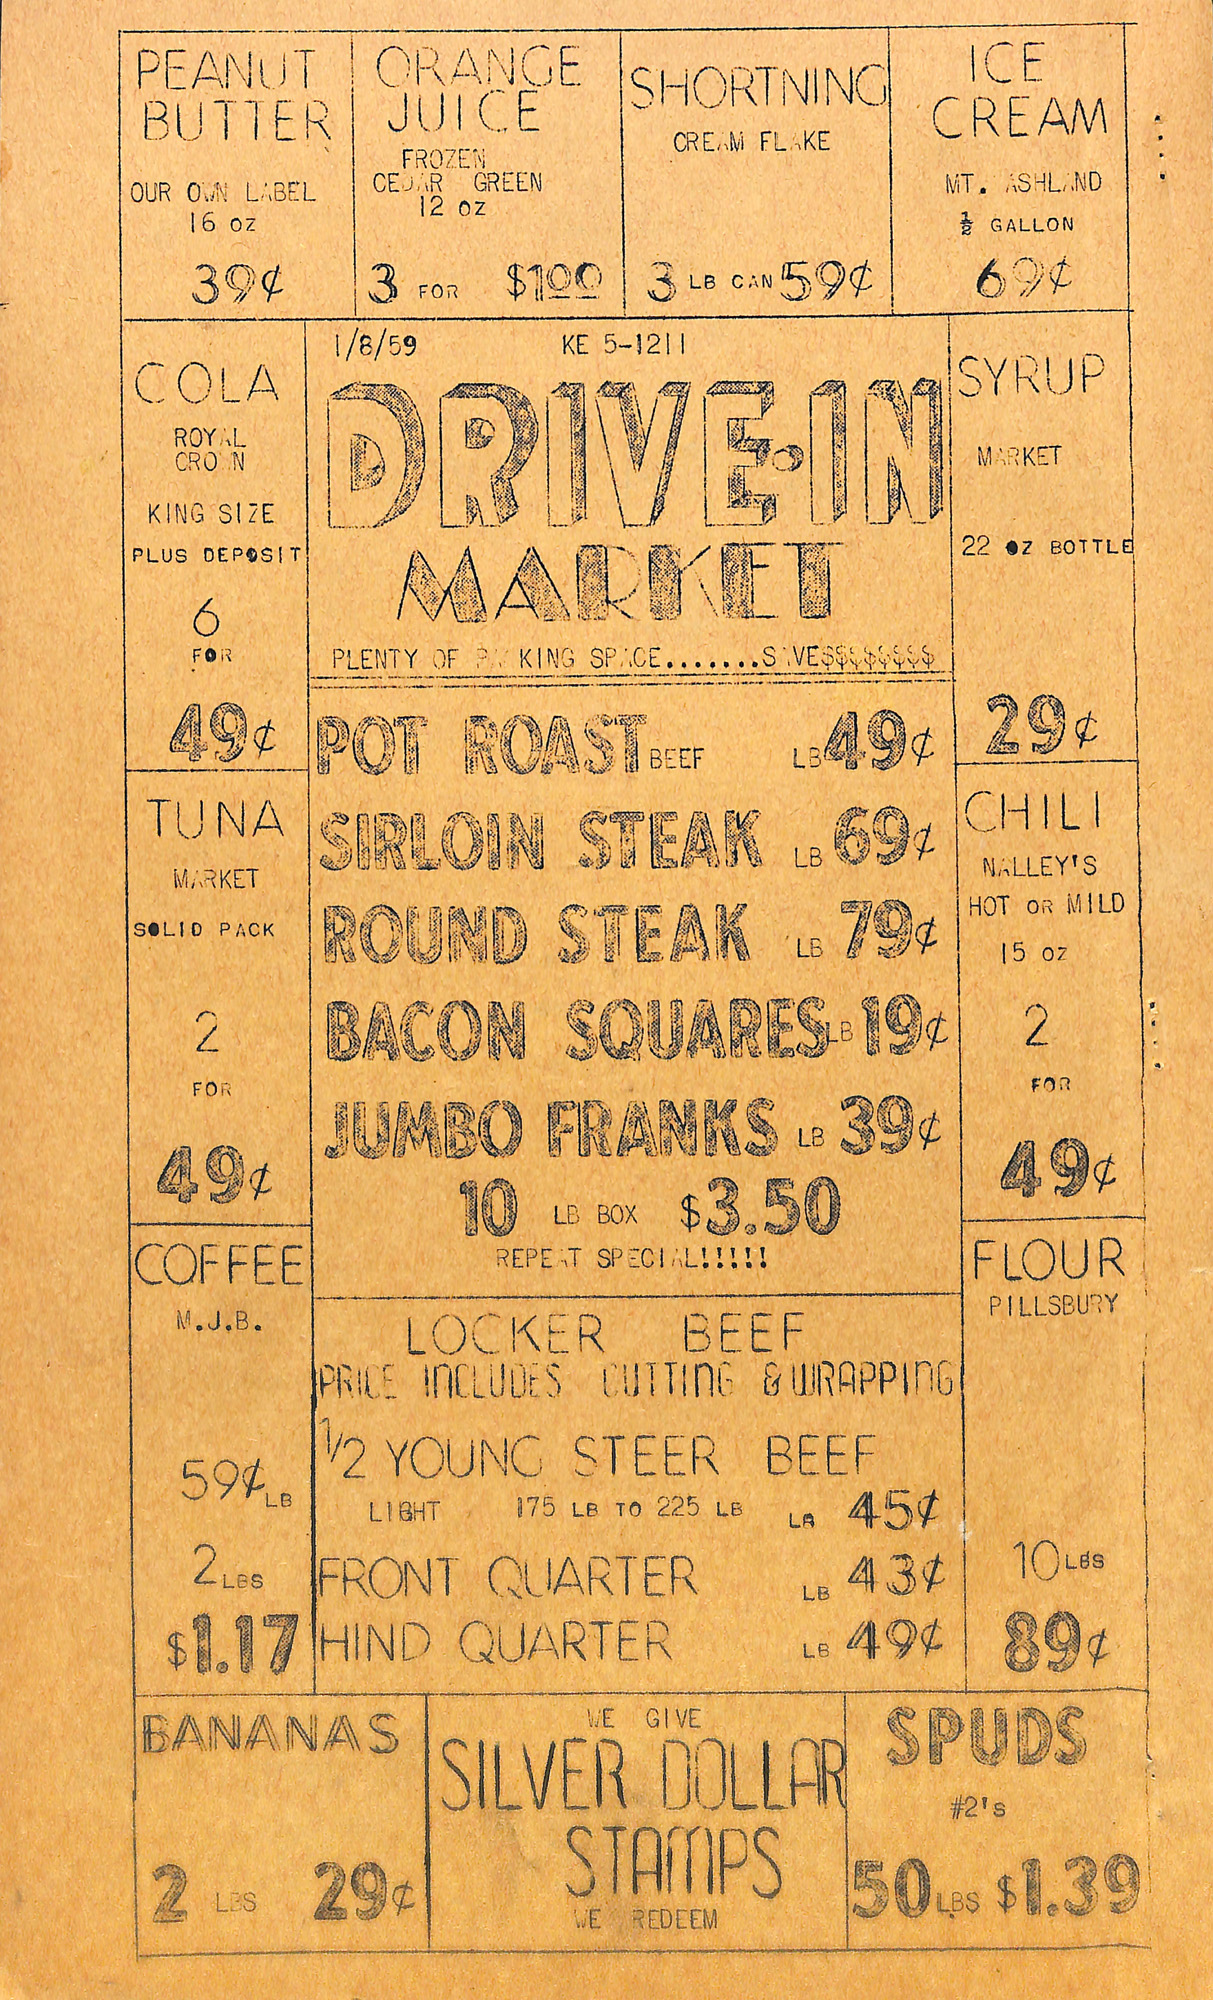 PEANUT
BUTTER
OUR OWN LABEL
16 oz
39¢
ORANGE
JUICE
FROZEN
CEDAR GREEN
12 oz
3 FOR $100
SHORTNING
CREAM FLAKE
3 LB CAN 59¢
ICE
CREAM
MT. ASHLAND
½ GALLON
69¢
COLA
ROYAL
CROWN
KING SIZE
PLUS DEPOSIT
6
FOR
49¢
1/8/59 KE 5-1211
DRIVE-IN
MARKET
PLENTY OF PARKING SPACE........SAVE$$$$$$$$
SYRUP
MARKET
22 OZ BOTTLE
29¢
POT ROAST BEEF LB 49¢
SIRLOIN STEAK LB 69¢
ROUND STEAK LB 79¢
BACON SQUARES LB 19¢
JUMBO FRANKS LB 39¢
10 LB BOX $3.50
REPEAT SPECIAL!!!!!
TUNA
MARKET
SOLID PACK
2
FOR
49¢
CHILI
NALLEY'S
HOT OR MILD
15 oz
2
FOR
49¢
COFFEE
M.J.B.
59¢ LB
2 LBS
$1.17
LOCKER BEEF
PRICE INCLUDES CUTTING & WRAPPING
1/2 YOUNG STEER BEEF
LIGHT 175 LB TO 225 LB LB 45¢
FRONT QUARTER LB 43¢
HIND QUARTER LB 49¢
FLOUR
PILLSBURY
10 LBS
89¢
BANANAS
2 LBS 29¢
WE GIVE
SILVER DOLLAR
STAMPS
WE REDEEM
SPUDS
#2's
50 LBS $1.39